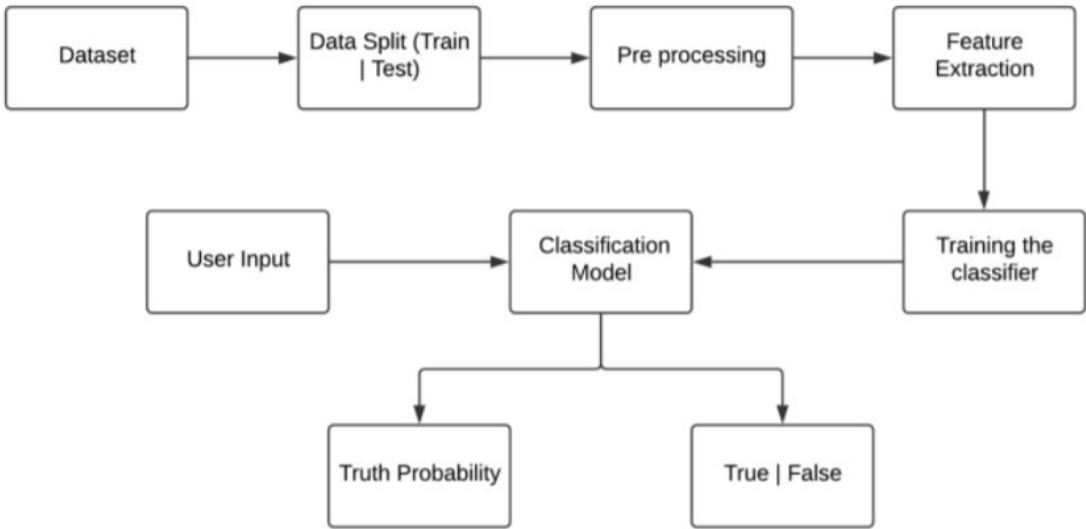 Dataset
Data Split (Train
| Test)
Pre processing
Feature
Extraction
User Input
Classification
Model
Training the
classifier
Truth Probability
True | False